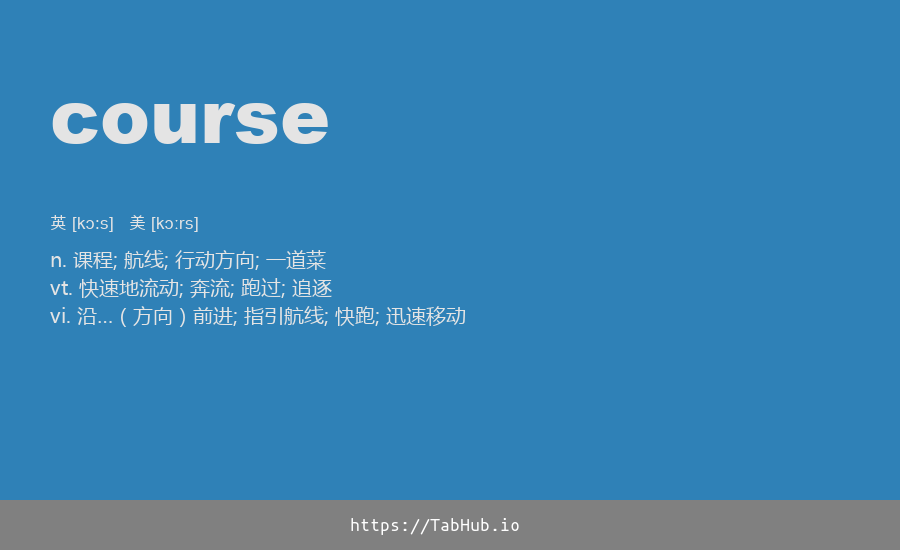 course
英 [kɔːs]   美 [kɔːrs]
n. 课程; 航线; 行动方向; 一道菜
vt. 快速地流动; 奔流; 跑过; 追逐
vi. 沿... ( 方向 ) 前进; 指引航线; 快跑; 迅速移动
https://TabHub.io